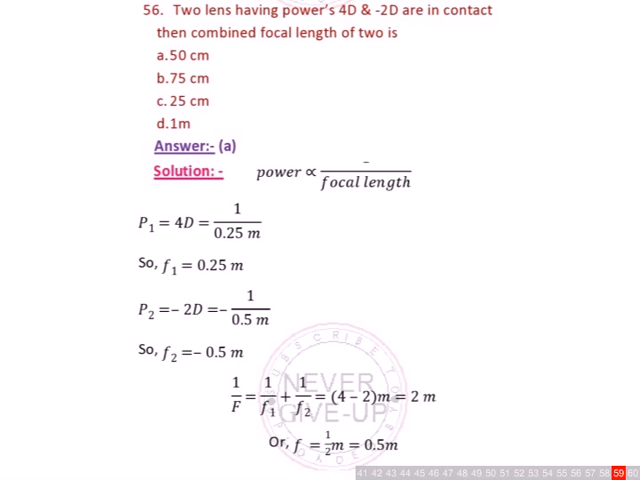 56. Two lens having power's 4D & -2D are in contact
then combined focal length of two is
a.50 cm
b.75 cm
c. 25 cm
d.1m
Answer:- (a)
Solution: - power ∝ -/focal length
P₁ = 4D = 1/0.25 m
So, f₁ = 0.25 m
P₂ =− 2D =− 1/0.5 m
So, f₂ =− 0.5 m
1/F = 1/f₁ + 1/f₂ = (4 − 2)m = 2 m
Or, f = 1/2 m = 0.5m
SUBSCRIBE TO
NEVER
GIVE-UP
41 42 43 44 45 46 47 48 49 50 51 52 53 54 55 56 57 58 59 60